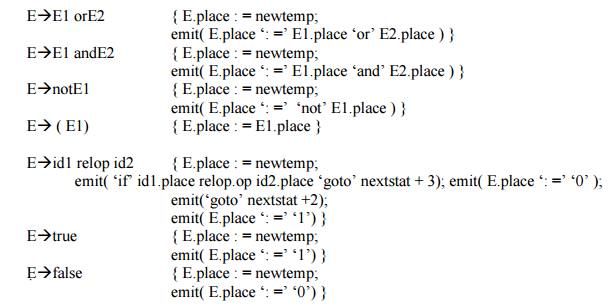 E→E1 orE2 { E.place : = newtemp;
emit( E.place ‘: =’ E1.place ‘or’ E2.place ) }
E→E1 andE2 { E.place : = newtemp;
emit( E.place ‘: =’ E1.place ‘and’ E2.place ) }
E→notE1 { E.place : = newtemp;
emit( E.place ‘: =’ ‘not’ E1.place ) }
E→ ( E1) { E.place : = E1.place }
E→id1 relop id2 { E.place : = newtemp;
emit( ‘if’ id1.place relop.op id2.place ‘goto’ nextstat + 3); emit( E.place ‘: =’ ‘0’ );
emit(‘goto’ nextstat +2);
emit( E.place ‘: =’ ‘1’) }
E→true { E.place : = newtemp;
emit( E.place ‘: =’ ‘1’) }
E→false { E.place : = newtemp;
emit( E.place ‘: =’ ‘0’) }